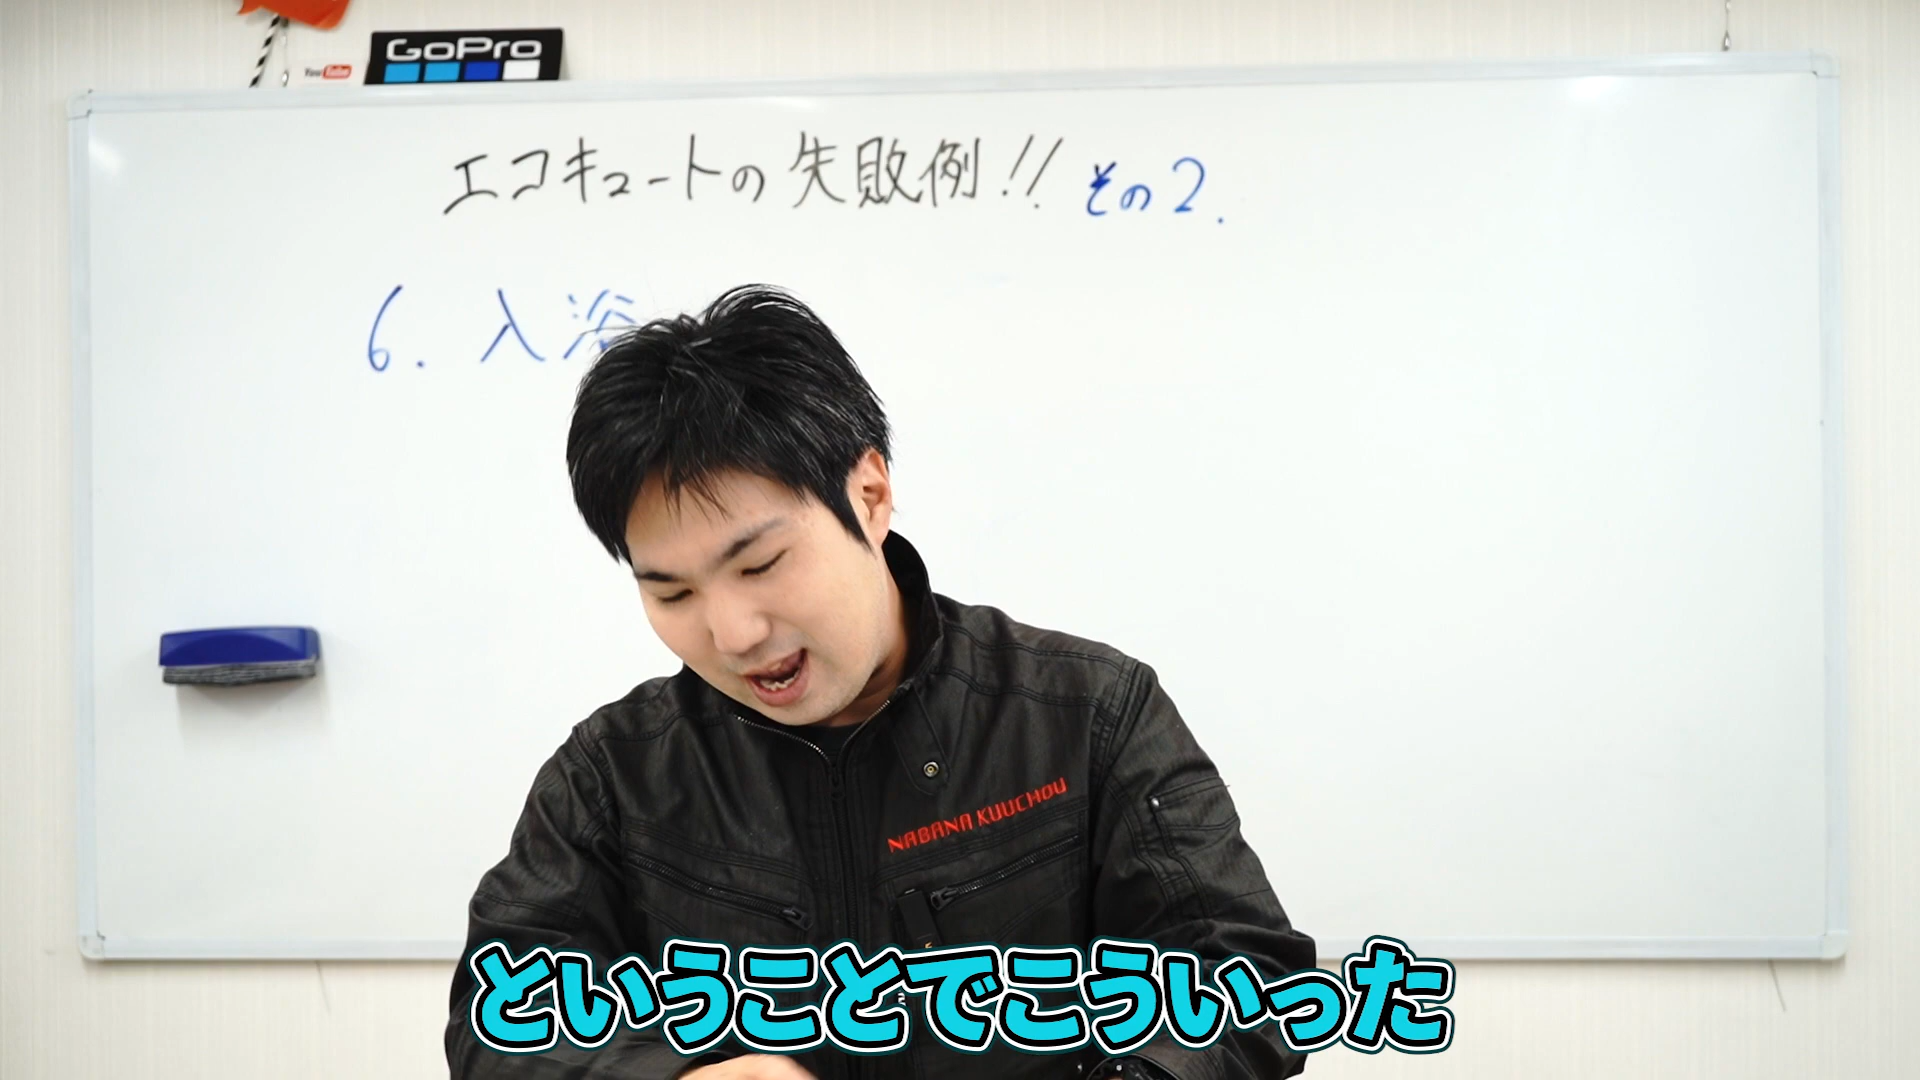 GoPro
YouTube
エコキュートの失敗例!! その2.
6. 入浴
NABANA KUUCHOU
ということでこういった